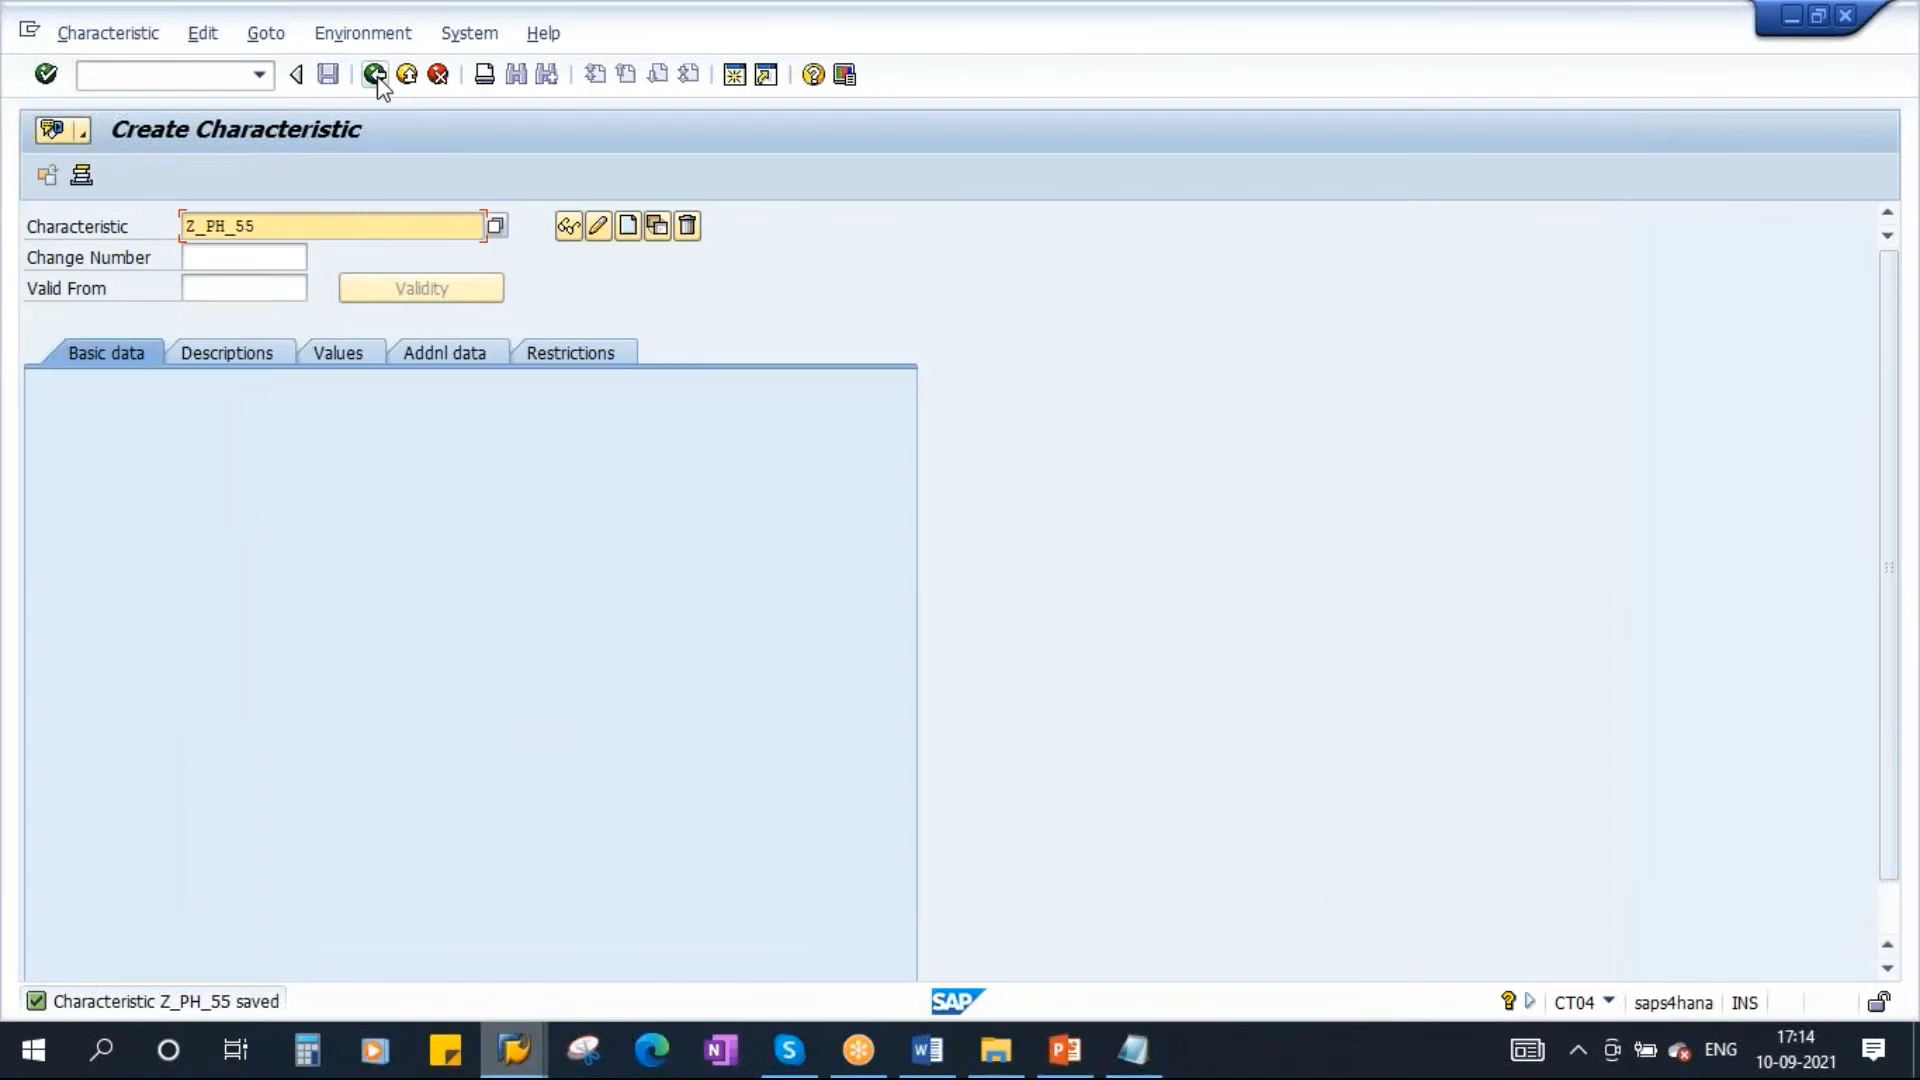 Characteristic Edit Goto Environment System Help
Create Characteristic
Characteristic Z_PH_55
Change Number
Valid From Validity
Basic data Descriptions Values Addnl data Restrictions
Characteristic Z_PH_55 saved SAP CT04 saps4hana INS
ENG 17:14
10-09-2021